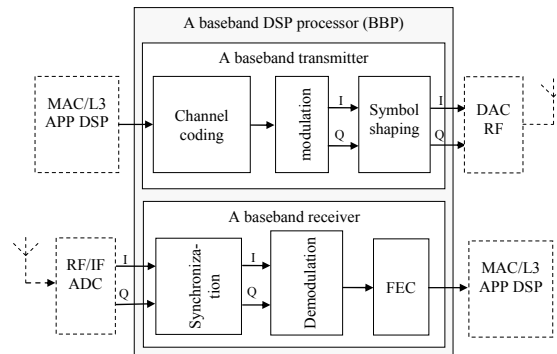 A baseband DSP processor (BBP)
A baseband transmitter
MAC/L3
APP DSP
Channel
coding
modulation
I
Q
Symbol
shaping
I
Q
DAC
RF
A baseband receiver
RF/IF
ADC
I
Q
Synchroniza-
tion
I
Q
Demodulation
FEC
MAC/L3
APP DSP